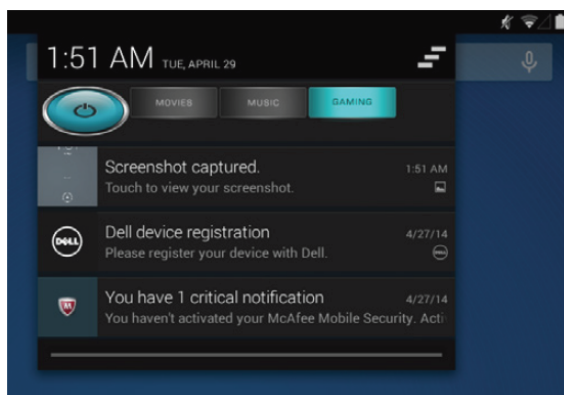 1:51 AM TUE, APRIL 29
MOVIES MUSIC GAMING
Screenshot captured. 1:51 AM
Touch to view your screenshot.
DELL Dell device registration 4/27/14
Please register your device with Dell. DELL
You have 1 critical notification 4/27/14
You haven't activated your McAfee Mobile Security. Acti